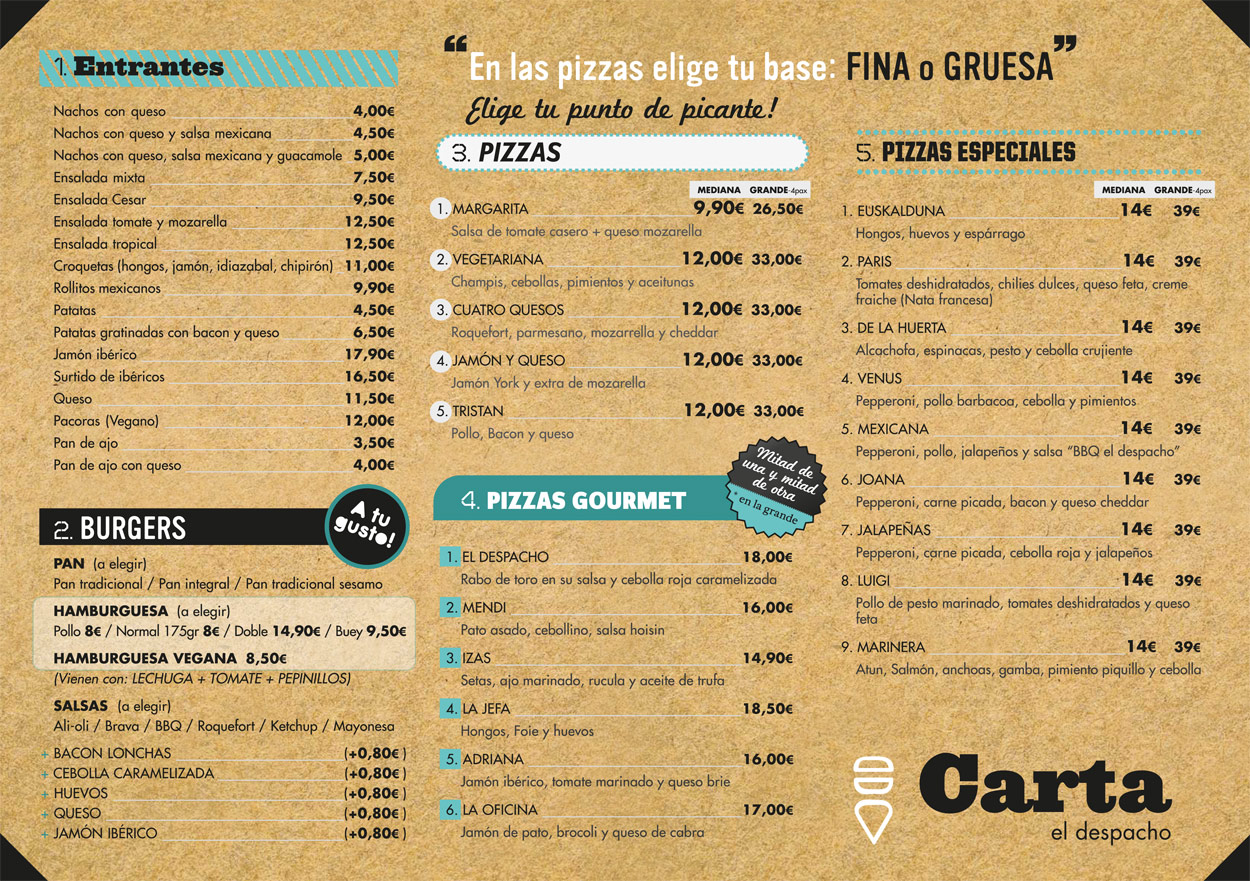 1. Entrantes
Nachos con queso 4,00€
Nachos con queso y salsa mexicana 4,50€
Nachos con queso, salsa mexicana y guacamole 5,00€
Ensalada mixta 7,50€
Ensalada Cesar 9,50€
Ensalada tomate y mozarella 12,50€
Ensalada tropical 12,50€
Croquetas (hongos, jamón, idiazabal, chipirón) 11,00€
Rollitos mexicanos 9,90€
Patatas 4,50€
Patatas gratinadas con bacon y queso 6,50€
Jamón ibérico 17,90€
Surtido de ibéricos 16,50€
Queso 11,50€
Pacoras (Vegano) 12,00€
Pan de ajo 3,50€
Pan de ajo con queso 4,00€
2. BURGERS
A tu
gusto!
PAN (a elegir)
Pan tradicional / Pan integral / Pan tradicional sesamo
HAMBURGUESA (a elegir)
Pollo 8€ / Normal 175gr 8€ / Doble 14,90€ / Buey 9,50€
HAMBURGUESA VEGANA 8,50€
(Vienen con: LECHUGA + TOMATE + PEPINILLOS)
SALSAS (a elegir)
Ali-oli / Brava / BBQ / Roquefort / Ketchup / Mayonesa
+ BACON LONCHAS (+0,80€ )
+ CEBOLLA CARAMELIZADA (+0,80€ )
+ HUEVOS (+0,80€ )
+ QUESO (+0,80€ )
+ JAMÓN IBÉRICO (+0,80€ )
“En las pizzas elige tu base: FINA o GRUESA”
Elige tu punto de picante!
3. PIZZAS
MEDIANA GRANDE-4pax
1. MARGARITA 9,90€ 26,50€
Salsa de tomate casero + queso mozarella
2. VEGETARIANA 12,00€ 33,00€
Champis, cebollas, pimientos y aceitunas
3. CUATRO QUESOS 12,00€ 33,00€
Roquefort, parmesano, mozarrella y cheddar
4. JAMÓN Y QUESO 12,00€ 33,00€
Jamón York y extra de mozarella
5. TRISTAN 12,00€ 33,00€
Pollo, Bacon y queso
Mitad de
una y mitad
de otra
* en la grande
4. PIZZAS GOURMET
1. EL DESPACHO 18,00€
Rabo de toro en su salsa y cebolla roja caramelizada
2. MENDI 16,00€
Pato asado, cebollino, salsa hoisin
3. IZAS 14,90€
Setas, ajo marinado, rucula y aceite de trufa
4. LA JEFA 18,50€
Hongos, Foie y huevos
5. ADRIANA 16,00€
Jamón ibérico, tomate marinado y queso brie
6. LA OFICINA 17,00€
Jamón de pato, brocoli y queso de cabra
5. PIZZAS ESPECIALES
MEDIANA GRANDE-4pax
1. EUSKALDUNA 14€ 39€
Hongos, huevos y espárrago
2. PARIS 14€ 39€
Tomates deshidratados, chilies dulces, queso feta, creme
fraiche (Nata francesa)
3. DE LA HUERTA 14€ 39€
Alcachofa, espinacas, pesto y cebolla crujiente
4. VENUS 14€ 39€
Pepperoni, pollo barbacoa, cebolla y pimientos
5. MEXICANA 14€ 39€
Pepperoni, pollo, jalapeños y salsa “BBQ el despacho”
6. JOANA 14€ 39€
Pepperoni, carne picada, bacon y queso cheddar
7. JALAPEÑAS 14€ 39€
Pepperoni, carne picada, cebolla roja y jalapeños
8. LUIGI 14€ 39€
Pollo de pesto marinado, tomates deshidratados y queso
feta
9. MARINERA 14€ 39€
Atun, Salmón, anchoas, gamba, pimiento piquillo y cebolla
Carta
el despacho